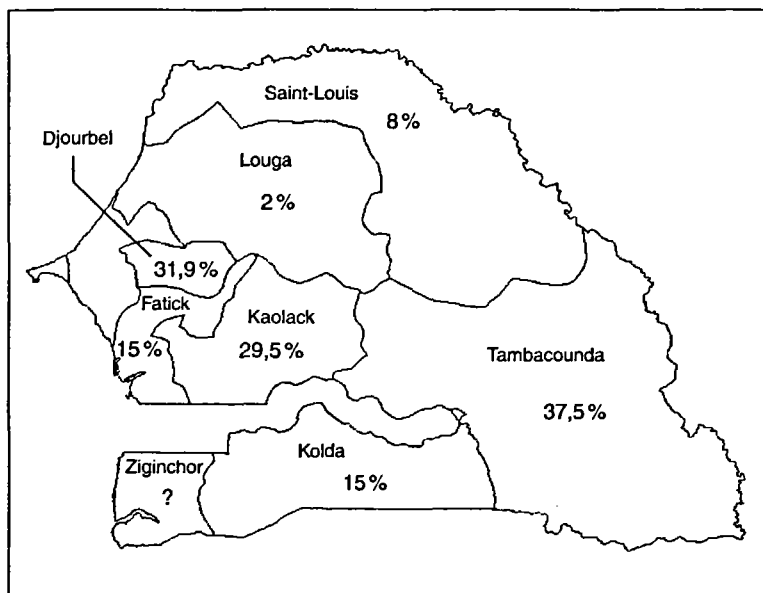 Saint-Louis
8%
Djourbel
Louga
2%
31,9%
Fatick
15%
Kaolack
29,5%
Tambacounda
37,5%
Ziginchor
?
Kolda
15%